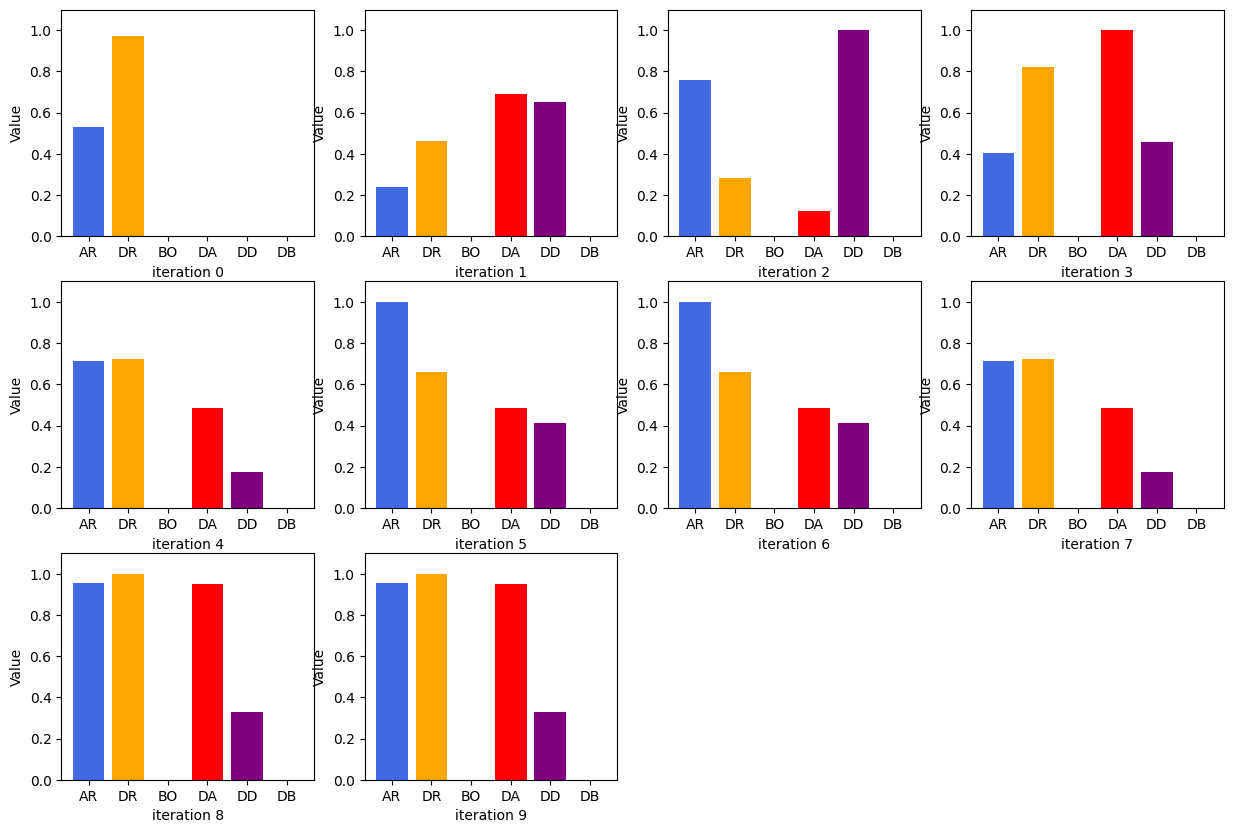 1.0
0.8
0.6
0.4
0.2
0.0
Value
AR DR BO DA DD DB
iteration 0
1.0
0.8
0.6
0.4
0.2
0.0
Value
AR DR BO DA DD DB
iteration 1
1.0
0.8
0.6
0.4
0.2
0.0
Value
AR DR BO DA DD DB
iteration 2
1.0
0.8
0.6
0.4
0.2
0.0
Value
AR DR BO DA DD DB
iteration 3
1.0
0.8
0.6
0.4
0.2
0.0
Value
AR DR BO DA DD DB
iteration 4
1.0
0.8
0.6
0.4
0.2
0.0
Value
AR DR BO DA DD DB
iteration 5
1.0
0.8
0.6
0.4
0.2
0.0
Value
AR DR BO DA DD DB
iteration 6
1.0
0.8
0.6
0.4
0.2
0.0
Value
AR DR BO DA DD DB
iteration 7
1.0
0.8
0.6
0.4
0.2
0.0
Value
AR DR BO DA DD DB
iteration 8
1.0
0.8
0.6
0.4
0.2
0.0
Value
AR DR BO DA DD DB
iteration 9